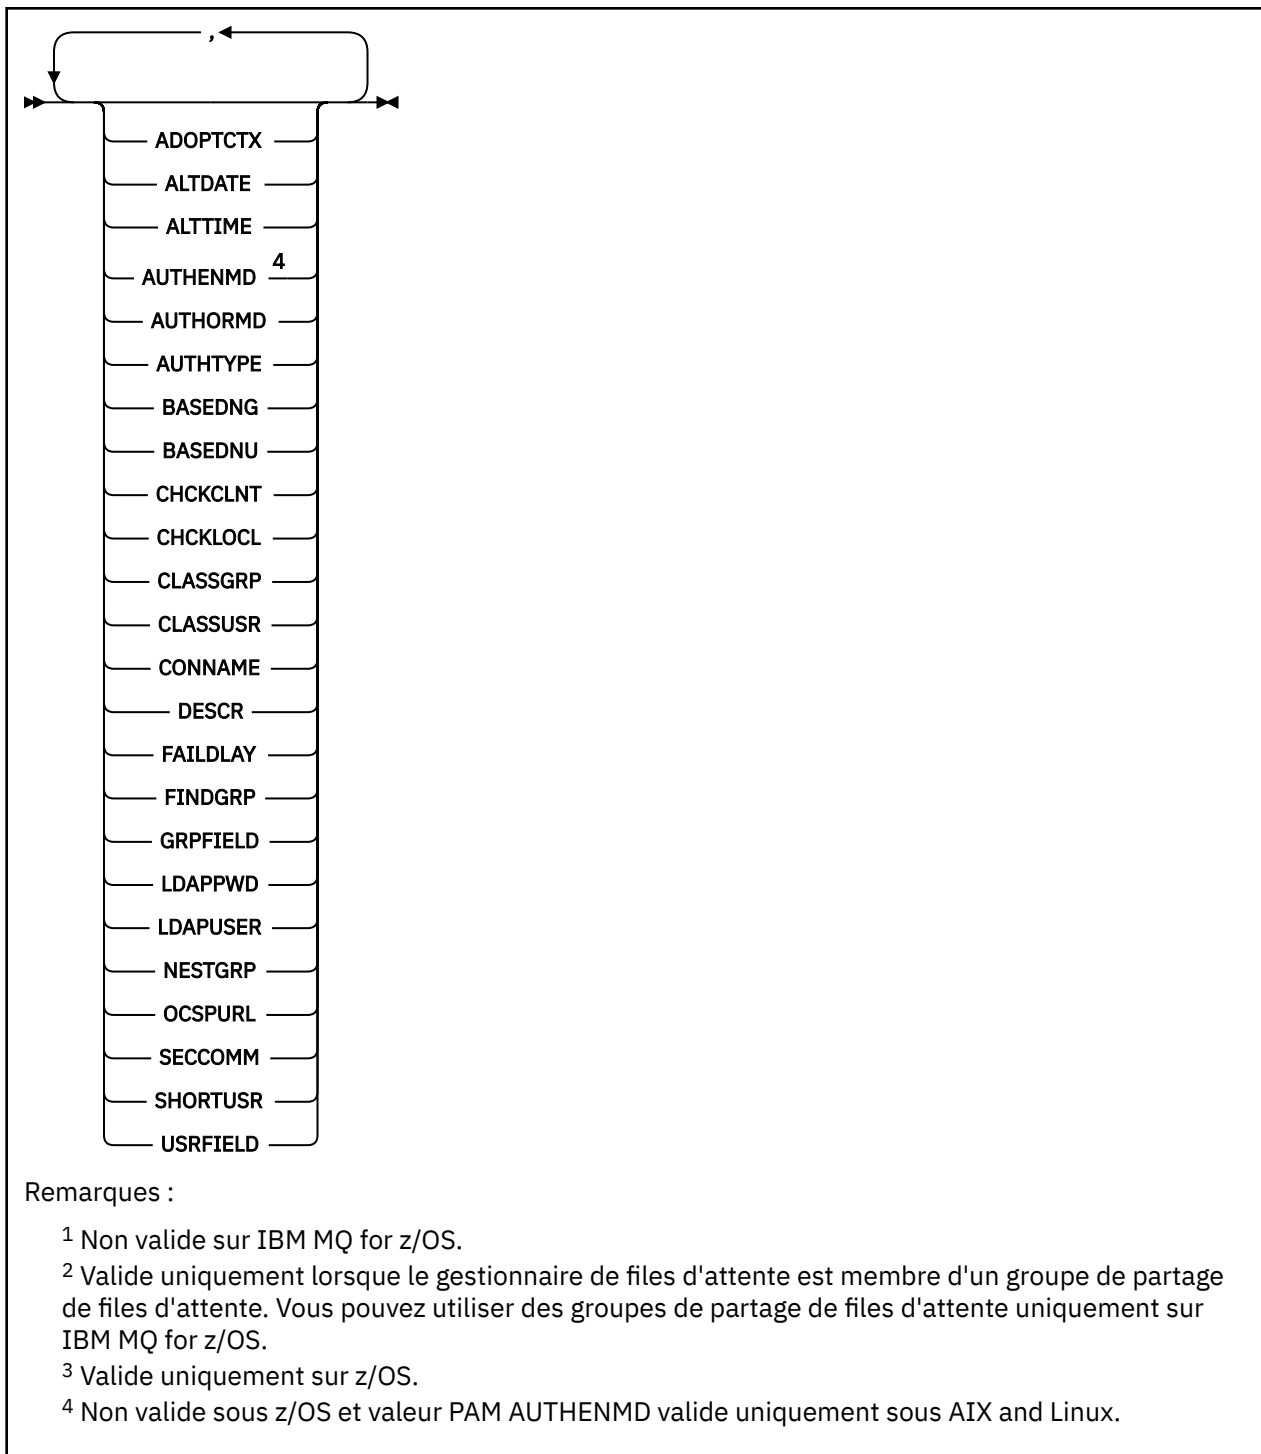 ,
ADOPTCTX
ALTDATE
ALTTIME
AUTHENMD 4
AUTHORMD
AUTHTYPE
BASEDNG
BASEDNU
CHCKCLNT
CHCKLOCL
CLASSGRP
CLASSUSR
CONNAME
DESCR
FAILDLAY
FINDGRP
GRPFIELD
LDAPPWD
LDAPUSER
NESTGRP
OCSPURL
SECCOMM
SHORTUSR
USRFIELD
Remarques :
1 Non valide sur IBM MQ for z/OS.
2 Valide uniquement lorsque le gestionnaire de files d'attente est membre d'un groupe de partage
de files d'attente. Vous pouvez utiliser des groupes de partage de files d'attente uniquement sur
IBM MQ for z/OS.
3 Valide uniquement sur z/OS.
4 Non valide sous z/OS et valeur PAM AUTHENMD valide uniquement sous AIX and Linux.